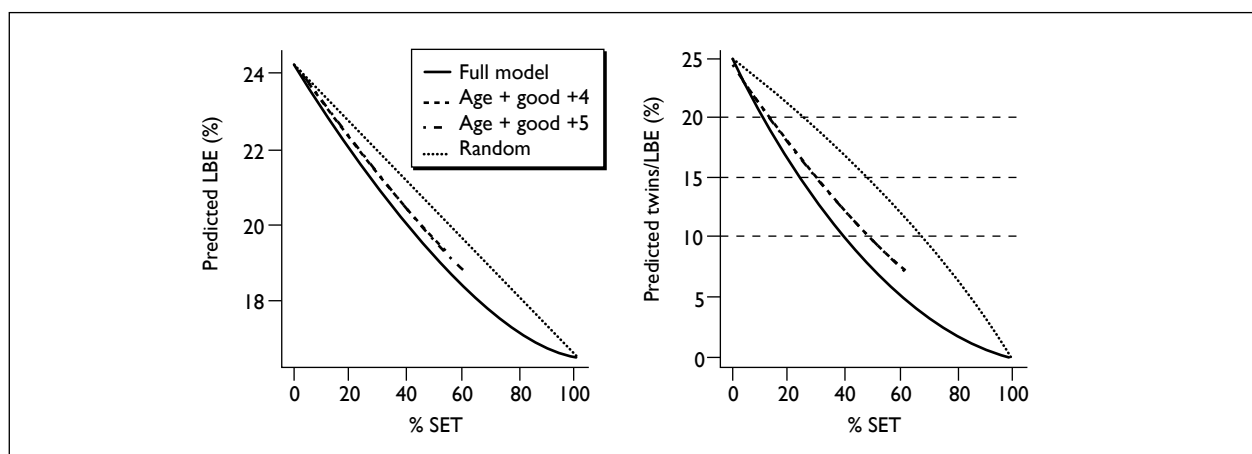 24
22
20
18
Predicted LBE (%)
0 20 40 60 80 100
% SET
Full model
Age + good +4
Age + good +5
Random
25
20
15
10
5
0
Predicted twins/LBE (%)
0 20 40 60 80 100
% SET